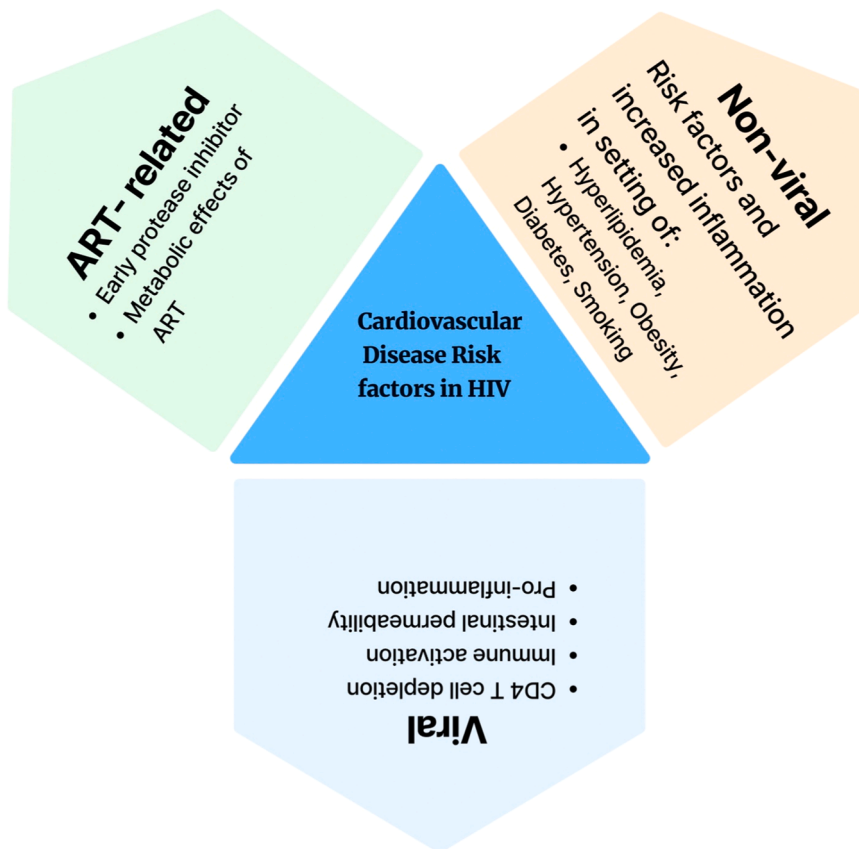 ART- related
• Early protease inhibitor
• Metabolic effects of
ART
Non-viral
Risk factors and
increased inflammation
in setting of:
• Hyperlipidemia,
Hypertension, Obesity,
Diabetes, Smoking
Cardiovascular
Disease Risk
factors in HIV
Viral
• CD4 T cell depletion
• Immune activation
• Intestinal permeability
• Pro-inflammation